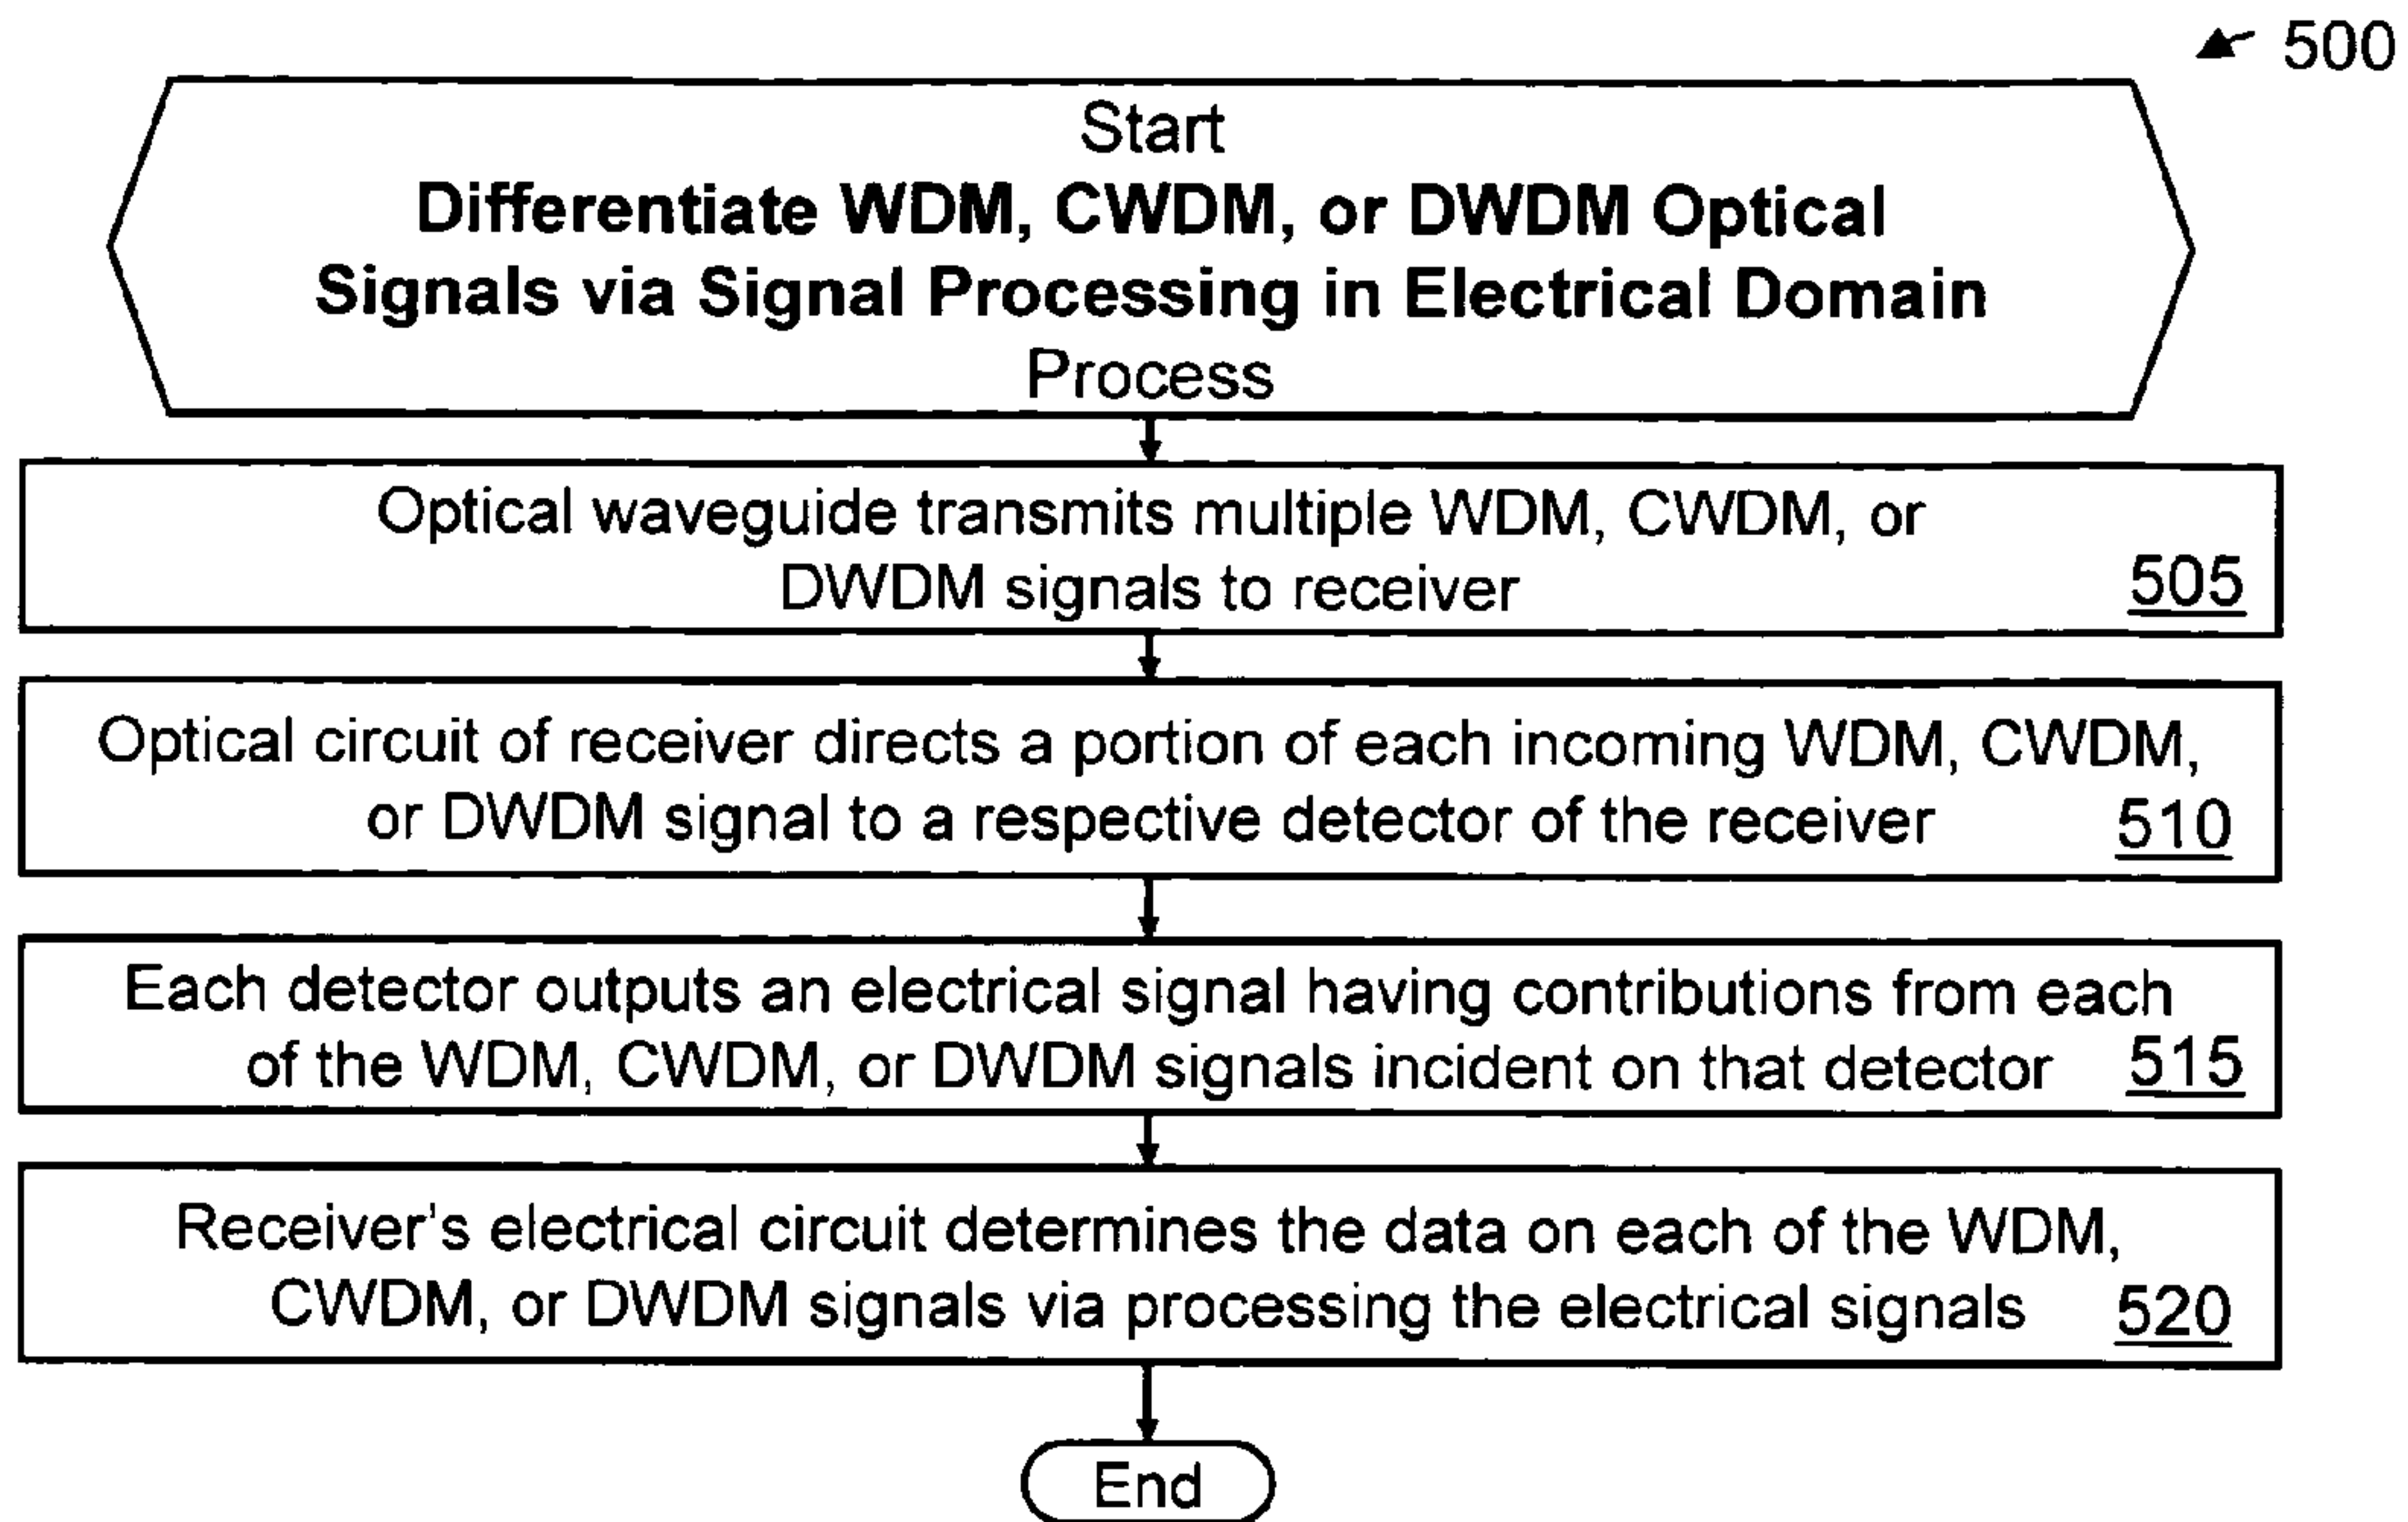 500
Start
Differentiate WDM, CWDM, or DWDM Optical
Signals via Signal Processing in Electrical Domain
Process
Optical waveguide transmits multiple WDM, CWDM, or
DWDM signals to receiver 505
Optical circuit of receiver directs a portion of each incoming WDM, CWDM,
or DWDM signal to a respective detector of the receiver 510
Each detector outputs an electrical signal having contributions from each
of the WDM, CWDM, or DWDM signals incident on that detector 515
Receiver's electrical circuit determines the data on each of the WDM,
CWDM, or DWDM signals via processing the electrical signals 520
End